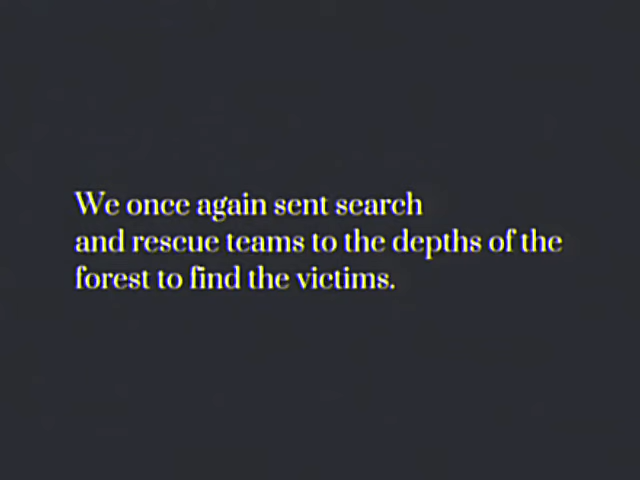 We once again sent search
and rescue teams to the depths of the
forest to find the victims.